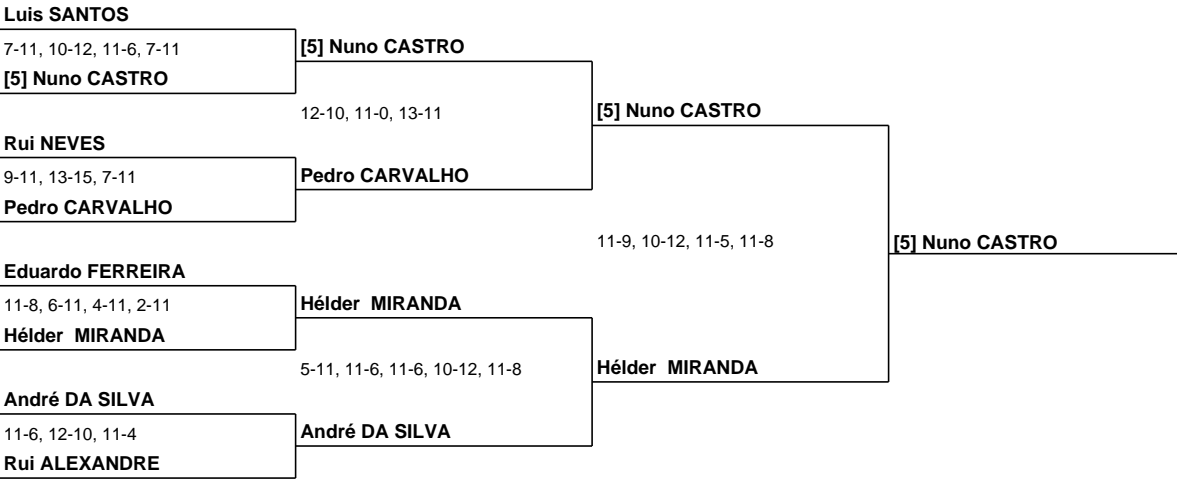 Luis SANTOS
7-11, 10-12, 11-6, 7-11
[5] Nuno CASTRO
[5] Nuno CASTRO
12-10, 11-0, 13-11
[5] Nuno CASTRO
Rui NEVES
9-11, 13-15, 7-11
Pedro CARVALHO
Pedro CARVALHO
11-9, 10-12, 11-5, 11-8
[5] Nuno CASTRO
Eduardo FERREIRA
11-8, 6-11, 4-11, 2-11
Hélder  MIRANDA
Hélder  MIRANDA
5-11, 11-6, 11-6, 10-12, 11-8
Hélder  MIRANDA
André DA SILVA
11-6, 12-10, 11-4
André DA SILVA
Rui ALEXANDRE